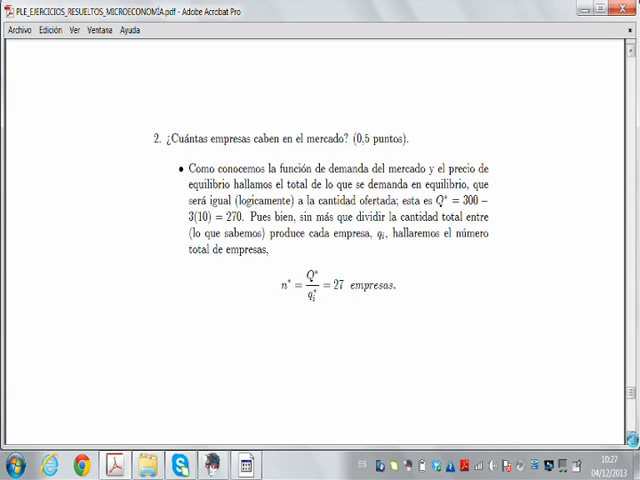 PLE_EJERCICIOS_RESUELTOS_MICROECONOMÍA.pdf - Adobe Acrobat Pro
Archivo Edición Ver Ventana Ayuda
2. ¿Cuántas empresas caben en el mercado? (0,5 puntos).
• Como conocemos la función de demanda del mercado y el precio de
equilibrio hallamos el total de lo que se demanda en equilibrio, que
será igual (logicamente) a la cantidad ofertada; esta es Q* = 300 −
3(10) = 270. Pues bien, sin más que dividir la cantidad total entre
(lo que sabemos) produce cada empresa, qᵢ, hallaremos el número
total de empresas,
n* = Q*/qᵢ* = 27 empresas.
ES
10:27
04/12/2013